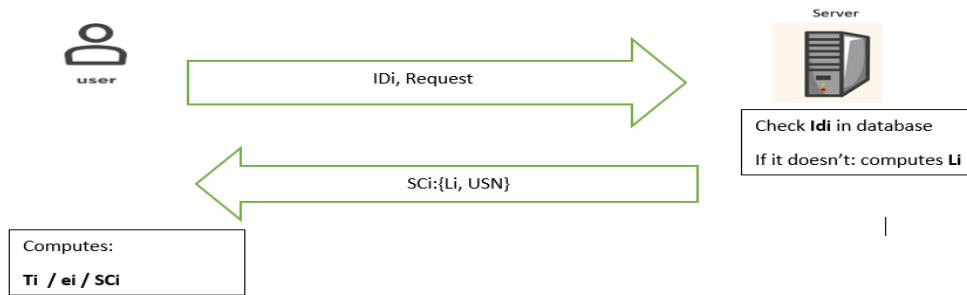 Server
user
IDi, Request
Check Idi in database
If it doesn't: computes Li
SCi:{Li, USN}
Computes:
Ti / ei / SCi